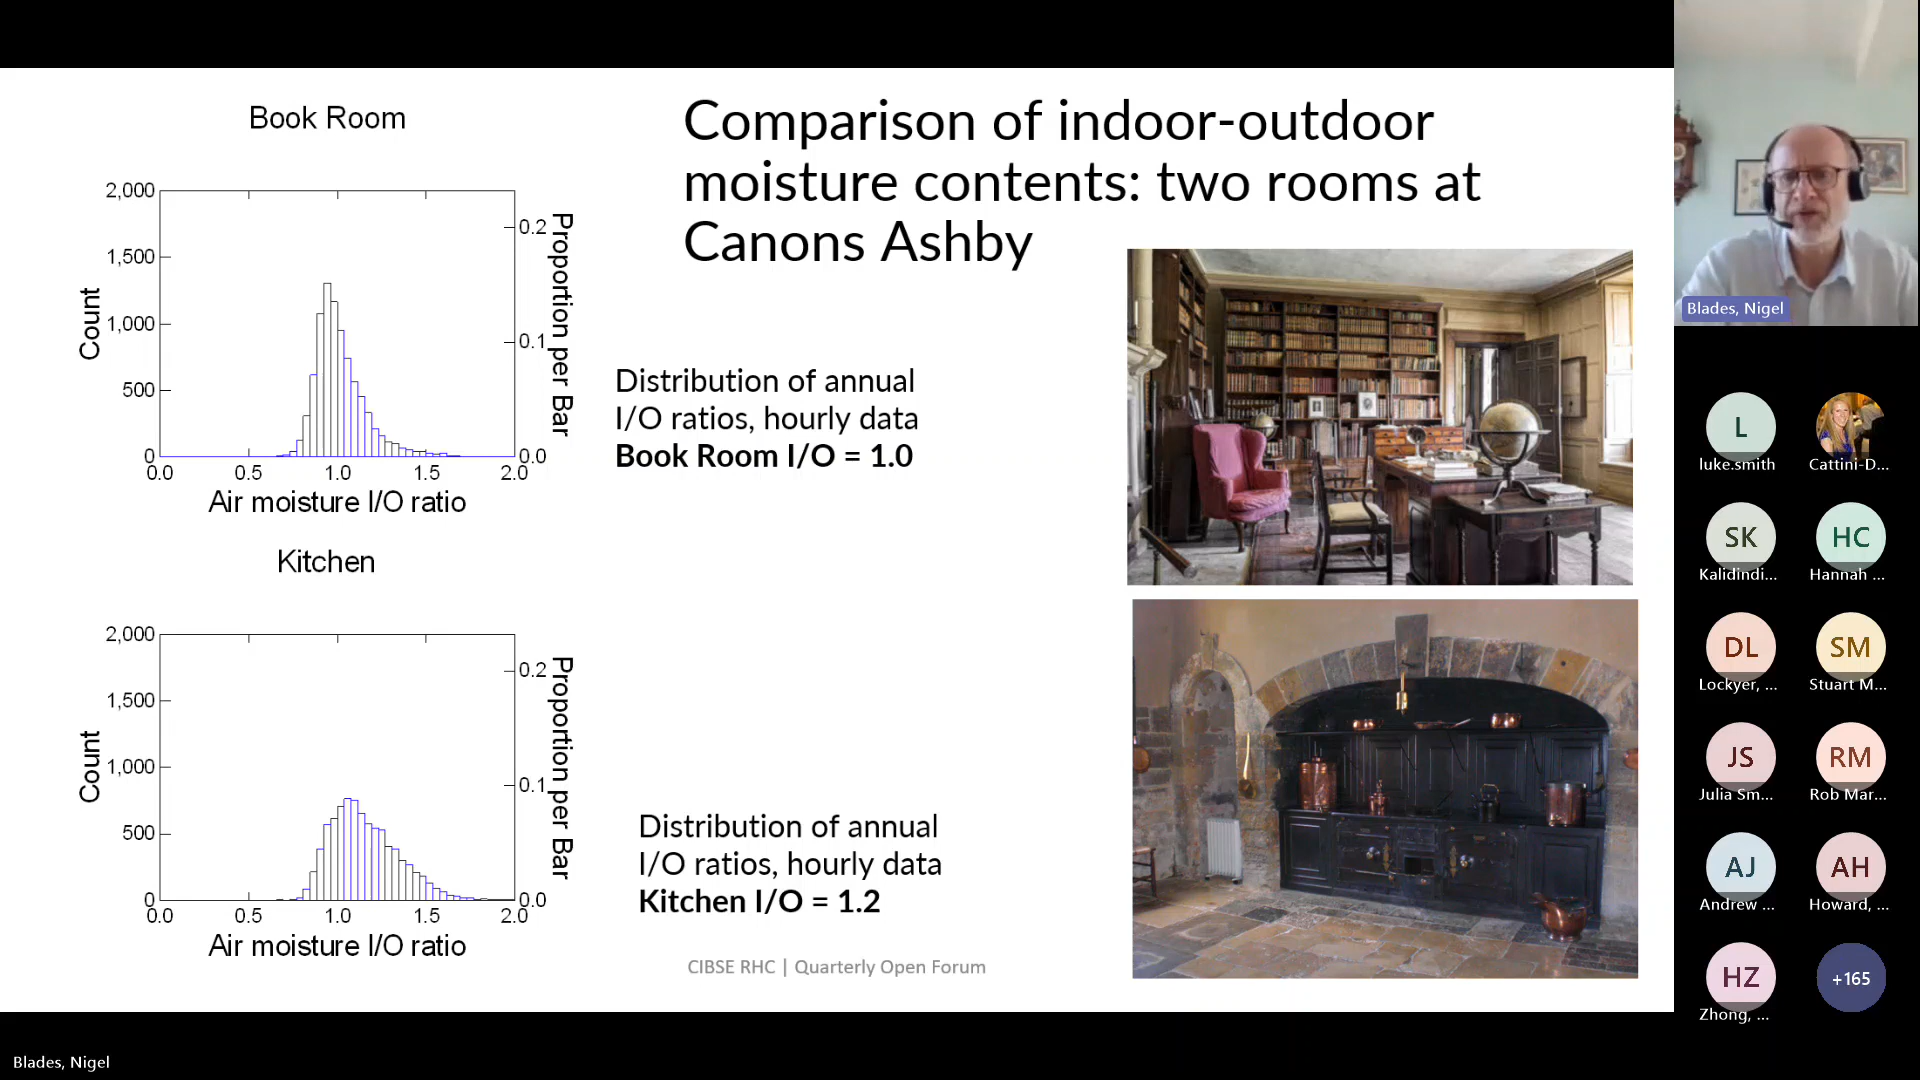 Comparison of indoor-outdoor
moisture contents: two rooms at
Canons Ashby
Book Room
2,000
1,500
1,000
500
0
Count
0.2
0.1
0.0
Proportion per Bar
0.0 0.5 1.0 1.5 2.0
Air moisture I/O ratio
Distribution of annual
I/O ratios, hourly data
Book Room I/O = 1.0
Kitchen
2,000
1,500
1,000
500
0
Count
0.2
0.1
0.0
Proportion per Bar
0.0 0.5 1.0 1.5 2.0
Air moisture I/O ratio
Distribution of annual
I/O ratios, hourly data
Kitchen I/O = 1.2
CIBSE RHC | Quarterly Open Forum
Blades, Nigel
L
luke.smith
Cattini-D...
SK
Kalidindi...
HC
Hannah ...
DL
Lockyer, ...
SM
Stuart M...
JS
Julia Sm...
RM
Rob Mar...
AJ
Andrew ...
AH
Howard, ...
HZ
Zhong, ...
+165
Blades, Nigel